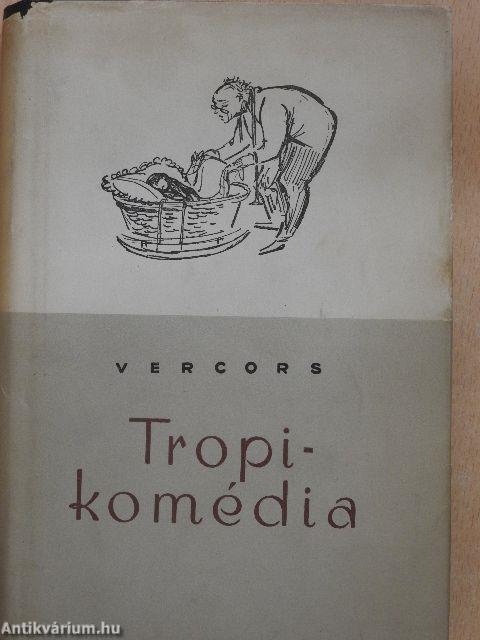 VERCORS
Tropi-
komédia
Antikvárium.hu